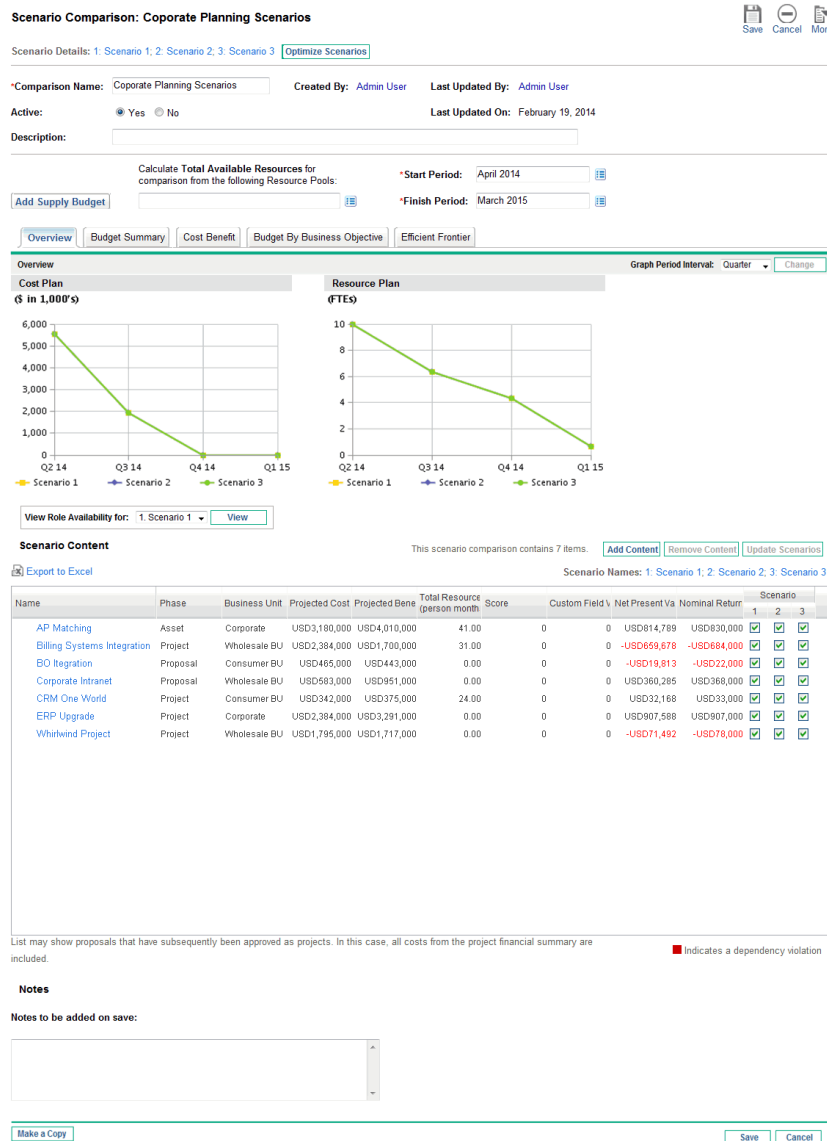 Scenario Comparison: Coporate Planning Scenarios
Save Cancel
Scenario Details: 1: Scenario 1; 2: Scenario 2; 3: Scenario 3 Optimize Scenarios
*Comparison Name: Coporate Planning Scenarios Created By: Admin User Last Updated By: Admin User
Active: Yes No Last Updated On: February 19, 2014
Description:
Calculate Total Available Resources for
comparison from the following Resource Pools:
*Start Period: April 2014
Add Supply Budget *Finish Period: March 2015
Overview Budget Summary Cost Benefit Budget By Business Objective Efficient Frontier
Overview Graph Period Interval: Quarter Change
Cost Plan Resource Plan
($ in 1,000's) (FTEs)
6,000 10
5,000 8
4,000 6
3,000 4
2,000 2
1,000 0
0
Q2 14 Q3 14 Q4 14 Q1 15 Q2 14 Q3 14 Q4 14 Q1 15
Scenario 1 Scenario 2 Scenario 3 Scenario 1 Scenario 2 Scenario 3
View Role Availability for: 1. Scenario 1 View
Scenario Content This scenario comparison contains 7 items. Add Content Remove Content Update Scenarios
Export to Excel Scenario Names: 1: Scenario 1; 2: Scenario 2; 3: Scenario 3
Name Phase Business Unit Projected Cost Projected Bene Total Resource (person month Score Custom Field V Net Present Va Nominal Return Scenario 1 2 3
AP Matching Asset Corporate USD3,180,000 USD4,010,000 41.00 0 0 USD814,789 USD830,000
Billing Systems Integration Project Wholesale BU USD2,384,000 USD1,700,000 31.00 0 0 -USD659,678 -USD684,000
BO Itegration Proposal Consumer BU USD465,000 USD443,000 0.00 0 0 -USD19,813 -USD22,000
Corporate Intranet Proposal Wholesale BU USD583,000 USD951,000 0.00 0 0 USD360,285 USD368,000
CRM One World Project Consumer BU USD342,000 USD375,000 24.00 0 0 USD32,168 USD33,000
ERP Upgrade Project Corporate USD2,384,000 USD3,291,000 0.00 0 0 USD907,588 USD907,000
Whirlwind Project Project Wholesale BU USD1,795,000 USD1,717,000 0.00 0 0 -USD71,492 -USD78,000
List may show proposals that have subsequently been approved as projects. In this case, all costs from the project financial summary are
included.
Indicates a dependency violation
Notes
Notes to be added on save:
Make a Copy Save Cancel